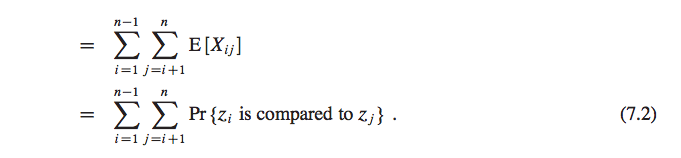 = \sum_{i=1}^{n-1} \sum_{j=i+1}^{n} E[X_{ij}]
= \sum_{i=1}^{n-1} \sum_{j=i+1}^{n} Pr {z_i is compared to z_j} . (7.2)